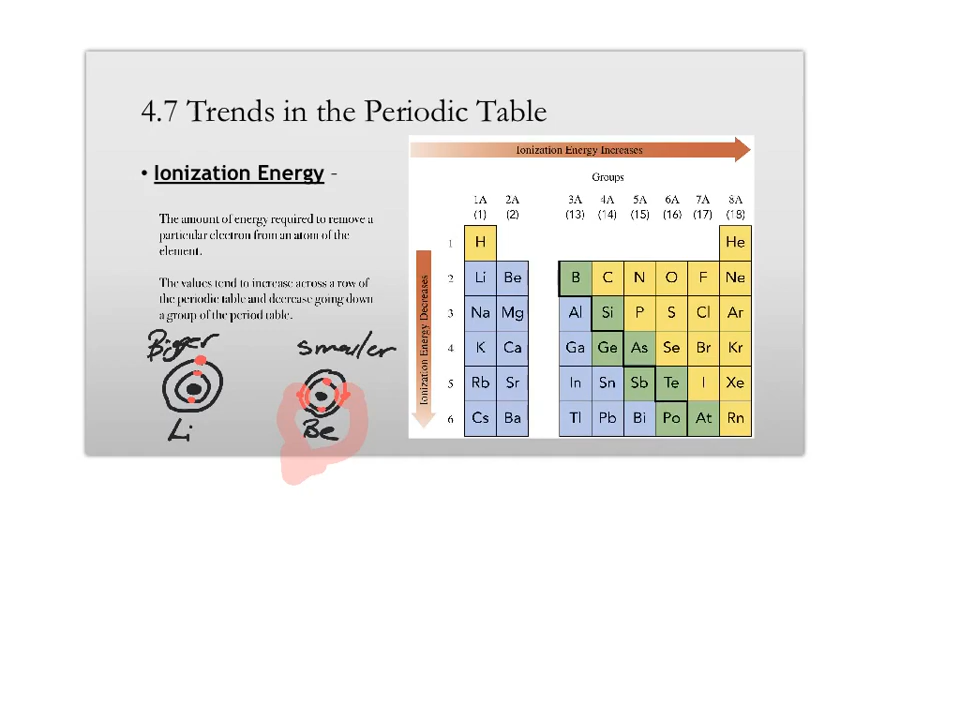 4.7 Trends in the Periodic Table
• Ionization Energy –
The amount of energy required to remove a
particular electron from an atom of the
element.
The values tend to increase across a row of
the periodic table and decrease going down
a group of the period table.
Bigger
smaller
Li
Be
Ionization Energy Increases
Groups
1A 2A 3A 4A 5A 6A 7A 8A
(1) (2) (13) (14) (15) (16) (17) (18)
Ionization Energy Decreases
1 H He
2 Li Be B C N O F Ne
3 Na Mg Al Si P S Cl Ar
4 K Ca Ga Ge As Se Br Kr
5 Rb Sr In Sn Sb Te I Xe
6 Cs Ba Tl Pb Bi Po At Rn